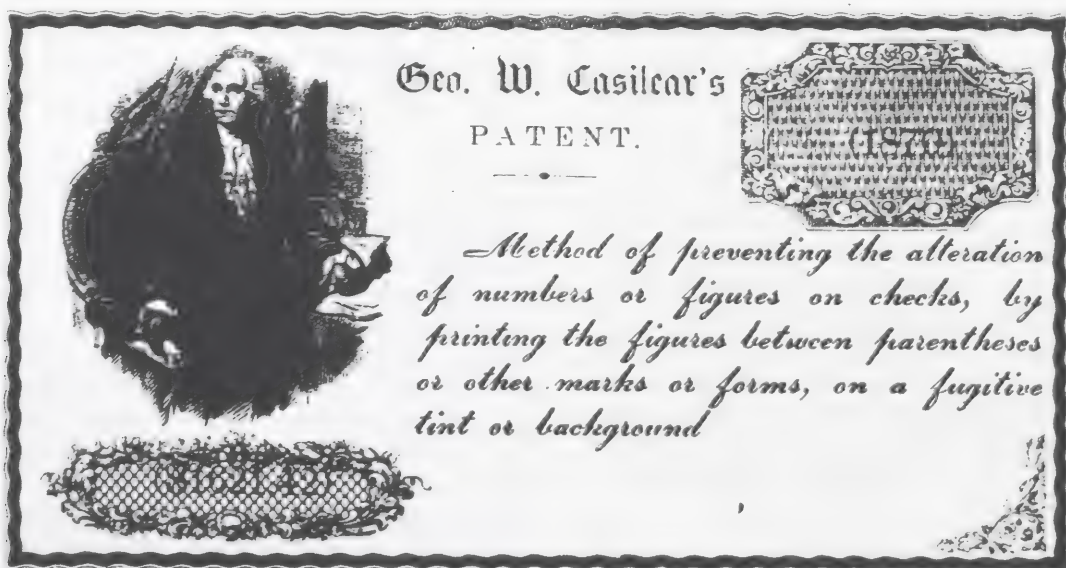 Geo. W. Casilear's
PATENT.
Method of preventing the alteration
of numbers or figures on checks, by
printing the figures between parentheses
or other marks or forms, on a fugitive
tint or background